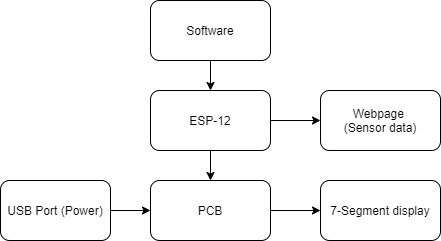 Software
ESP-12
Webpage
(Sensor data)
USB Port (Power)
PCB
7-Segment display